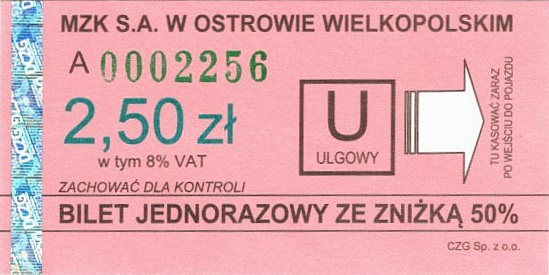 MZK S.A. W OSTROWIE WIELKOPOLSKIM
A 0002256
2,50 zł
w tym 8% VAT
U
ULGOWY
TU KASOWAĆ ZARAZ
PO WEJŚCIU DO POJAZDU
ZACHOWAĆ DLA KONTROLI
BILET JEDNORAZOWY ZE ZNIŻKĄ 50%
CZG Sp. z o.o.